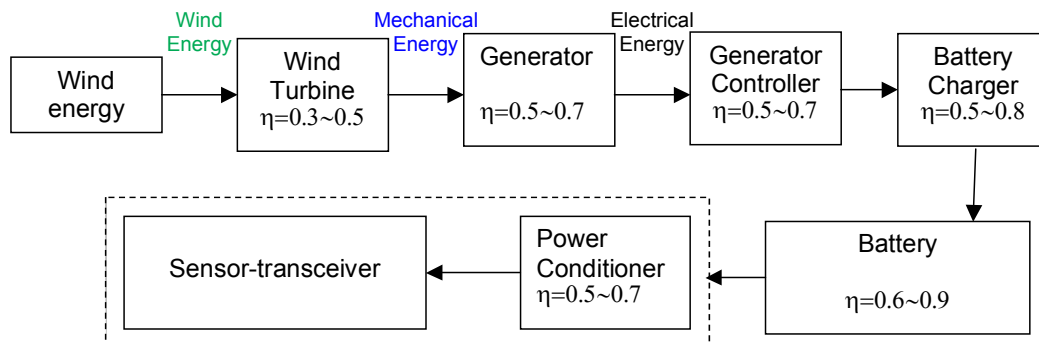 Wind
Energy
Mechanical
Energy
Electrical
Energy
Wind
energy
Wind
Turbine
η=0.3~0.5
Generator
η=0.5~0.7
Generator
Controller
η=0.5~0.7
Battery
Charger
η=0.5~0.8
Sensor-transceiver
Power
Conditioner
η=0.5~0.7
Battery
η=0.6~0.9